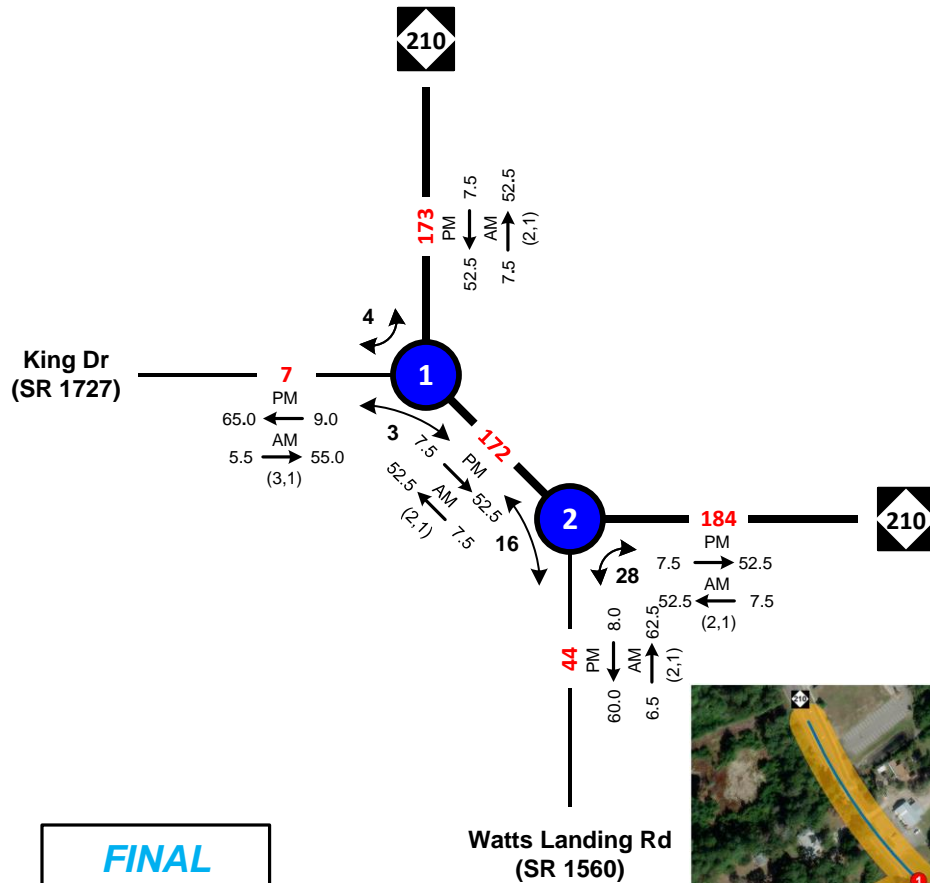 210
173
PM
7.5
52.5
AM
52.5
7.5
(2,1)
4
King Dr
(SR 1727)
7
PM
65.0 9.0
AM
5.5 55.0
(3,1)
1
3
172
7.5
PM
52.5
52.5
AM
7.5
(2,1)
16
2
184
210
PM
7.5 52.5
AM
52.5 7.5
(2,1)
28
44
PM
8.0
60.0
AM
62.5
6.5
(2,1)
FINAL
Watts Landing Rd
(SR 1560)
210
1